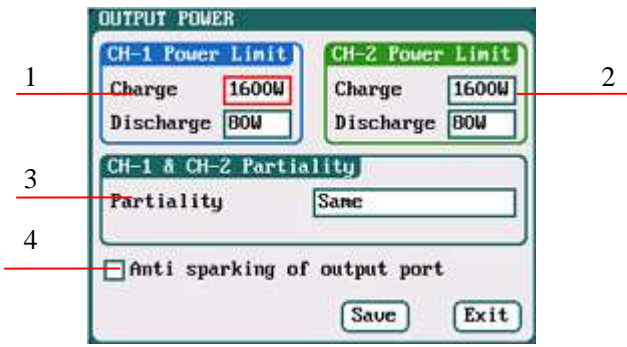 OUTPUT POWER
CH-1 Power Limit CH-2 Power Limit
1 Charge 1600W Charge 1600W 2
Discharge 80W Discharge 80W
CH-1 & CH-2 Partiality
3 Partiality Same
4 Anti sparking of output port
Save Exit